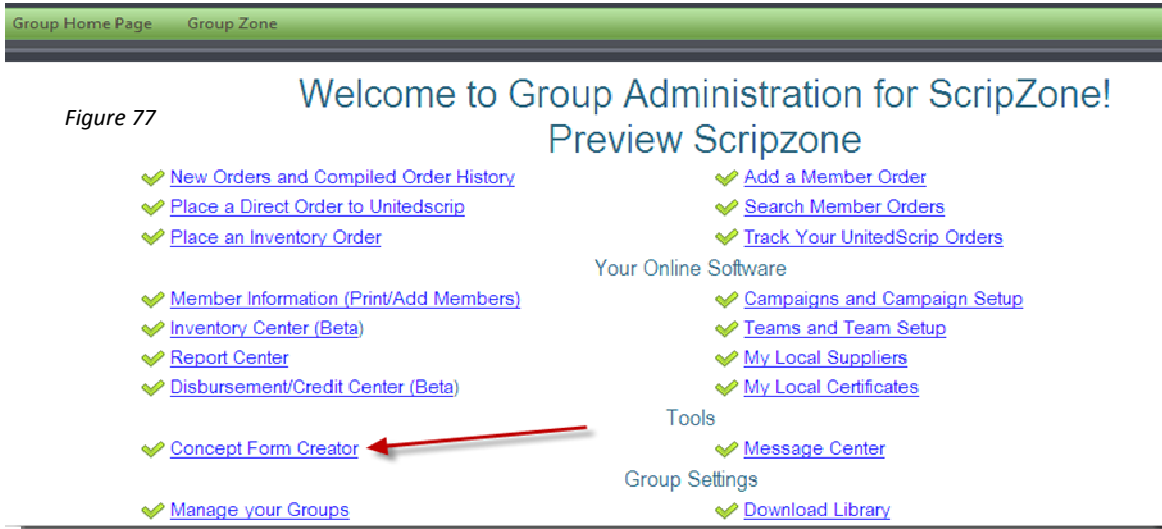 Group Home Page Group Zone
Figure 77
Welcome to Group Administration for ScripZone!
Preview Scripzone
New Orders and Compiled Order History Add a Member Order
Place a Direct Order to Unitedscrip Search Member Orders
Place an Inventory Order Track Your UnitedScrip Orders
Your Online Software
Member Information (Print/Add Members) Campaigns and Campaign Setup
Inventory Center (Beta) Teams and Team Setup
Report Center My Local Suppliers
Disbursement/Credit Center (Beta) My Local Certificates
Tools
Concept Form Creator Message Center
Group Settings
Manage your Groups Download Library